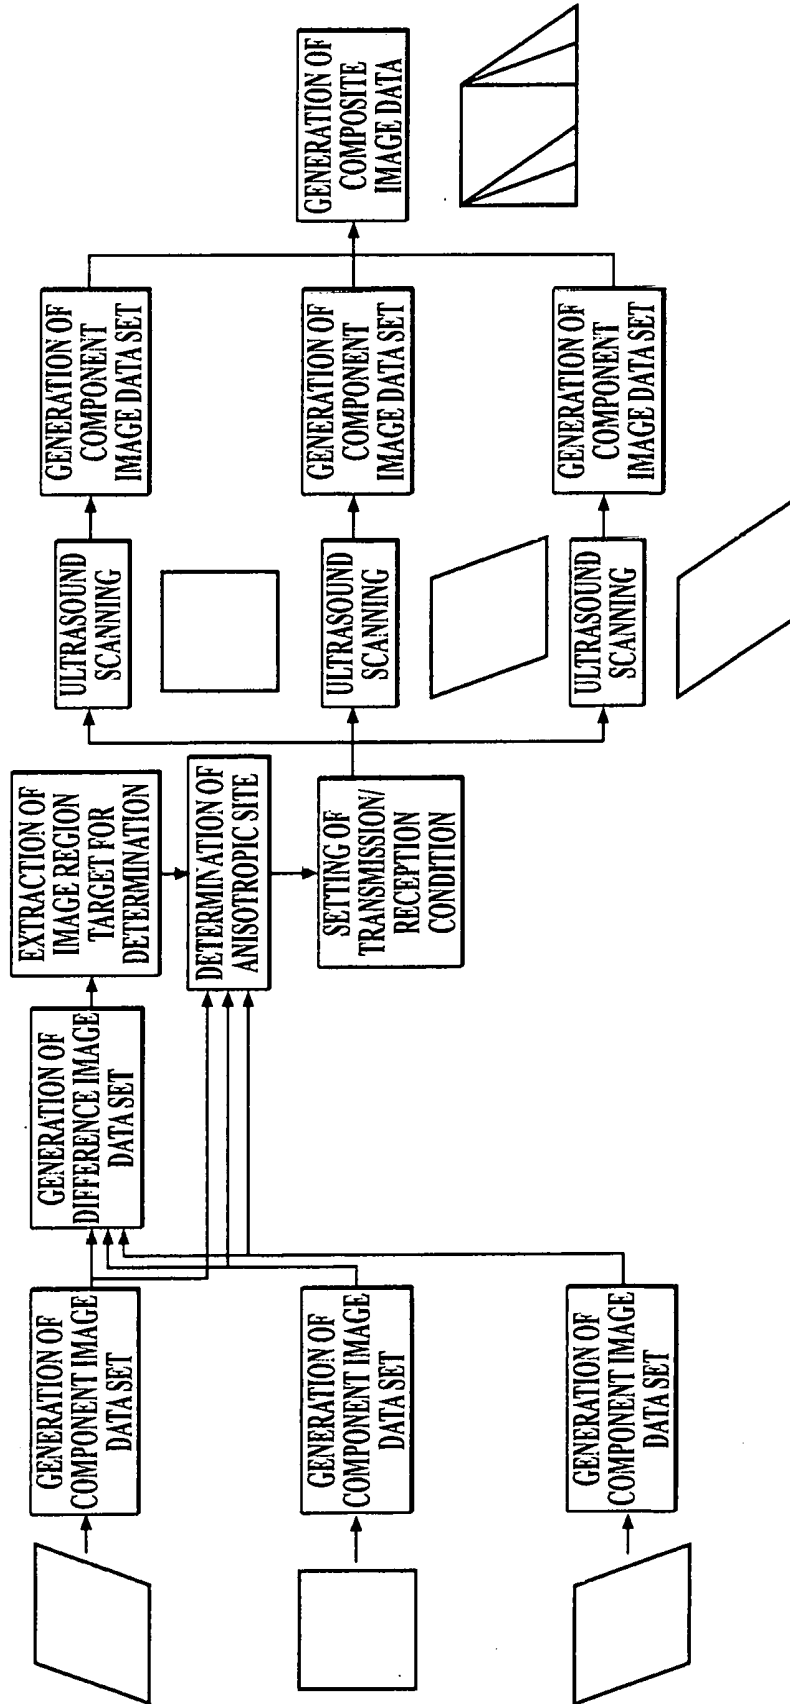 GENERATION OF
COMPONENT IMAGE
DATA SET
GENERATION OF
COMPONENT IMAGE
DATA SET
GENERATION OF
COMPONENT IMAGE
DATA SET
GENERATION OF
DIFFERENCE IMAGE
DATA SET
EXTRACTION OF
IMAGE REGION
TARGET FOR
DETERMINATION
DETERMINATION OF
ANISOTROPIC SITE
SETTING OF
TRANSMISSION/
RECEPTION
CONDITION
ULTRASOUND
SCANNING
ULTRASOUND
SCANNING
ULTRASOUND
SCANNING
GENERATION OF
COMPONENT
IMAGE DATA SET
GENERATION OF
COMPONENT
IMAGE DATA SET
GENERATION OF
COMPONENT
IMAGE DATA SET
GENERATION OF
COMPOSITE
IMAGE DATA